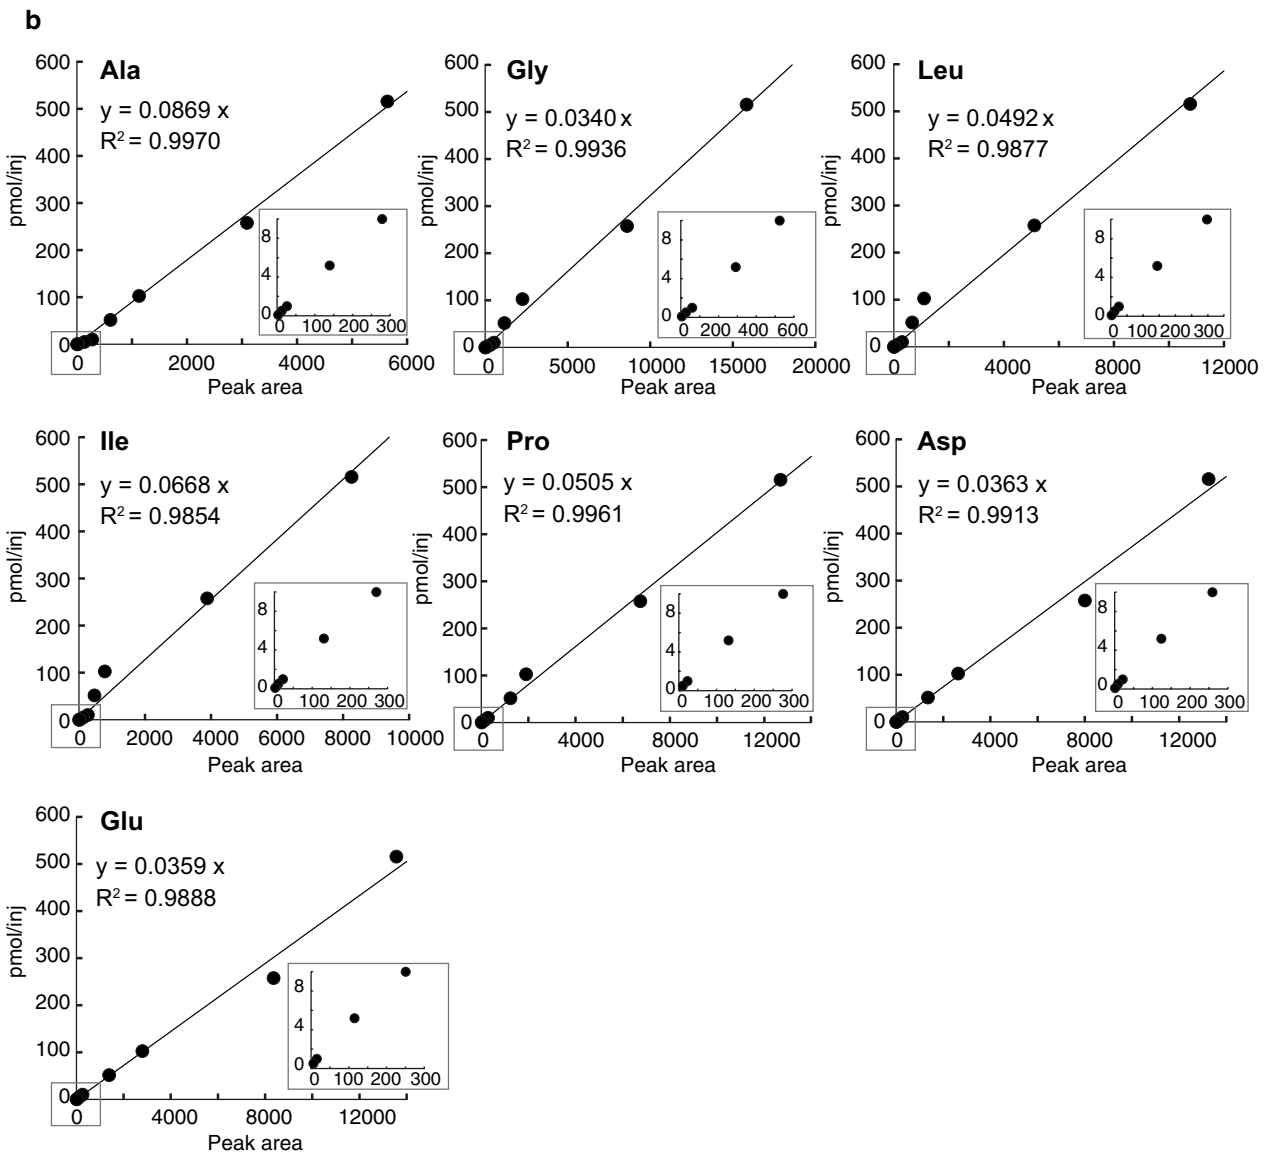 b
Ala
y = 0.0869 x
R² = 0.9970
600
500
400
300
200
100
0
pmol/inj
0 2000 4000 6000
Peak area
8
4
0
0 100 200 300
Gly
y = 0.0340 x
R² = 0.9936
600
500
400
300
200
100
0
pmol/inj
0 5000 10000 15000 20000
Peak area
8
4
0
0 200 400 600
Leu
y = 0.0492 x
R² = 0.9877
600
500
400
300
200
100
0
pmol/inj
0 4000 8000 12000
Peak area
8
4
0
0 100 200 300
Ile
y = 0.0668 x
R² = 0.9854
600
500
400
300
200
100
0
pmol/inj
0 2000 4000 6000 8000 10000
Peak area
8
4
0
0 100 200 300
Pro
y = 0.0505 x
R² = 0.9961
600
500
400
300
200
100
0
pmol/inj
0 4000 8000 12000
Peak area
8
4
0
0 100 200 300
Asp
y = 0.0363 x
R² = 0.9913
600
500
400
300
200
100
0
pmol/inj
0 4000 8000 12000
Peak area
8
4
0
0 100 200 300
Glu
y = 0.0359 x
R² = 0.9888
600
500
400
300
200
100
0
pmol/inj
0 4000 8000 12000
Peak area
8
4
0
0 100 200 300